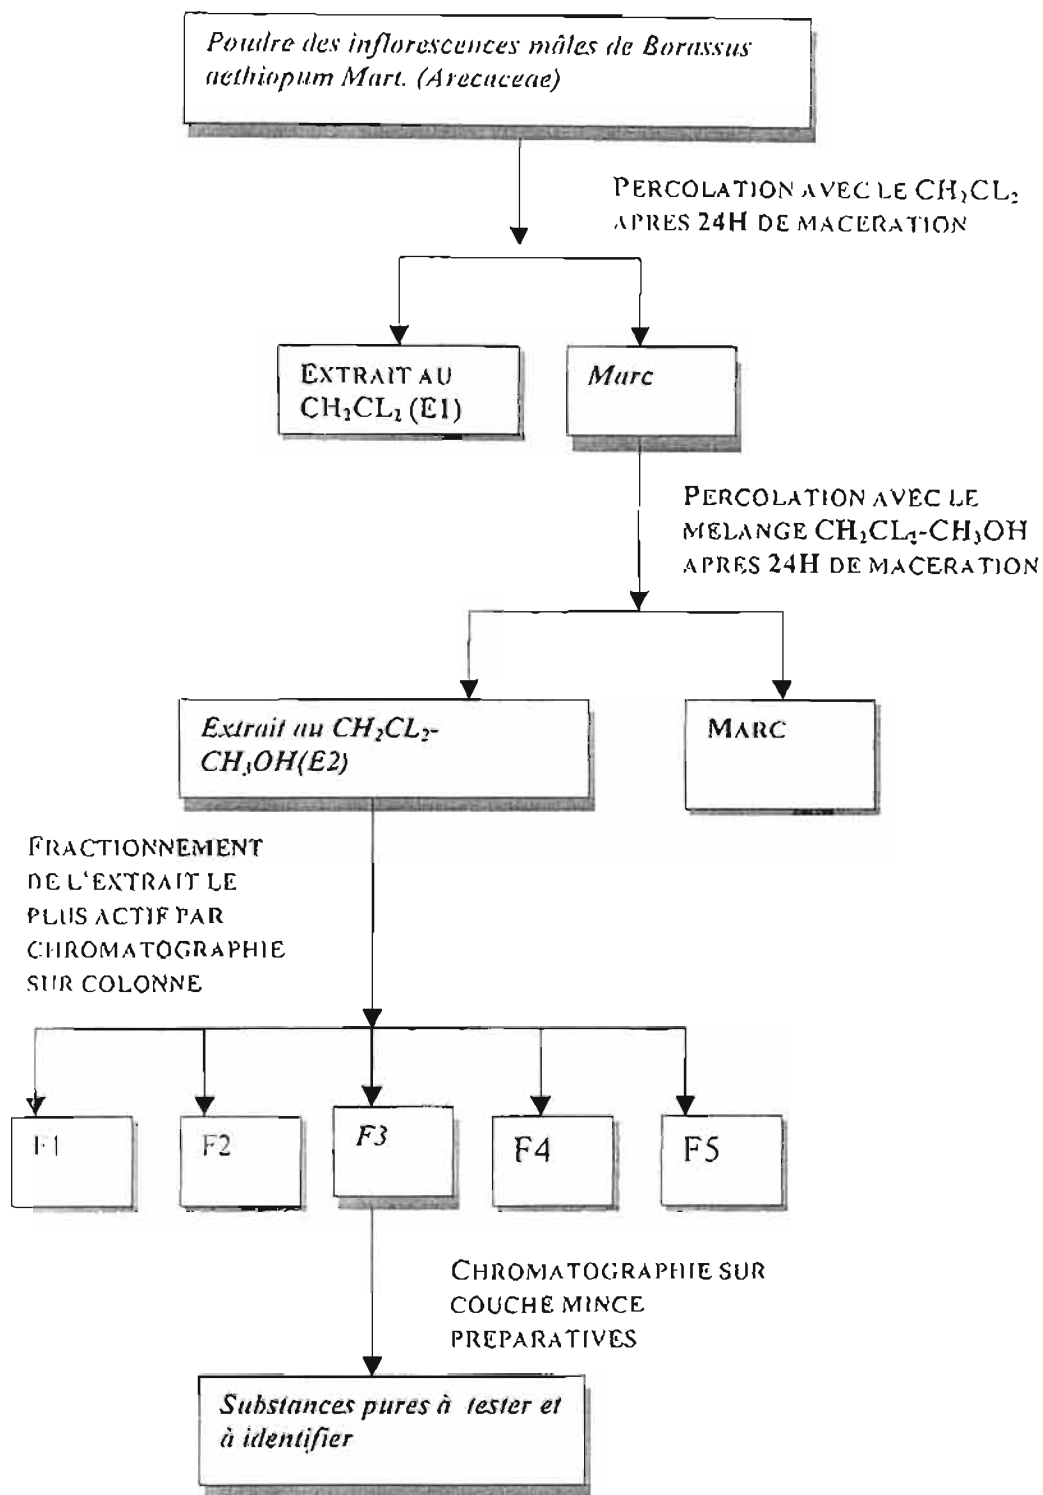 Poudre des inflorescences mâles de Borassus
aethiopum Mart. (Arecaceae)
PERCOLATION AVEC LE CH₂CL₂
APRES 24H DE MACERATION
EXTRAIT AU
CH₂CL₂ (E1)
Marc
PERCOLATION AVEC LE
MELANGE CH₂CL₂-CH₃OH
APRES 24H DE MACERATION
Extrait au CH₂CL₂-
CH₃OH(E2)
MARC
FRACTIONNEMENT
DE L'EXTRAIT LE
PLUS ACTIF PAR
CHROMATOGRAPHIE
SUR COLONNE
F1
F2
F3
F4
F5
CHROMATOGRAPHIE SUR
COUCHE MINCE
PREPARATIVES
Substances pures à tester et
à identifier